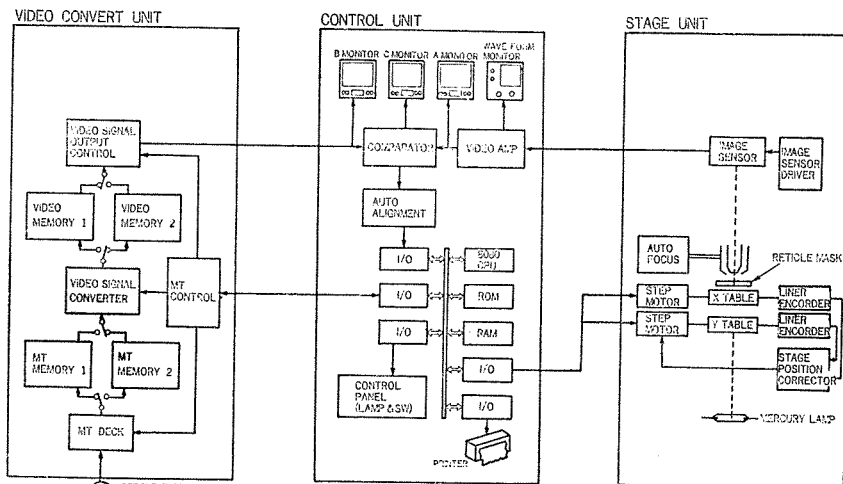 VIDEO CONVERT UNIT
VIDEO SIGNAL
OUTPUT
CONTROL
VIDEO
MEMORY 1
VIDEO
MEMORY 2
VIDEO SIGNAL
CONVERTER
MT
CONTROL
MT
MEMORY 1
MT
MEMORY 2
MT DECK
CONTROL UNIT
B MONITOR
C MONITOR
A MONITOR
WAVE FORM
MONITOR
COMPARATOR
VIDEO AMP
AUTO
ALIGNMENT
I/O
CPU
I/O
ROM
I/O
RAM
I/O
CONTROL
PANEL
(LAMP & SW)
I/O
PRINTER
STAGE UNIT
IMAGE
SENSOR
IMAGE
SENSOR
DRIVER
AUTO
FOCUS
RETICLE MASK
STEP
MOTOR
X TABLE
LINER
ENCORDER
STEP
MOTOR
Y TABLE
LINER
ENCORDER
STAGE
POSITION
CORRECTOR
MERCURY LAMP